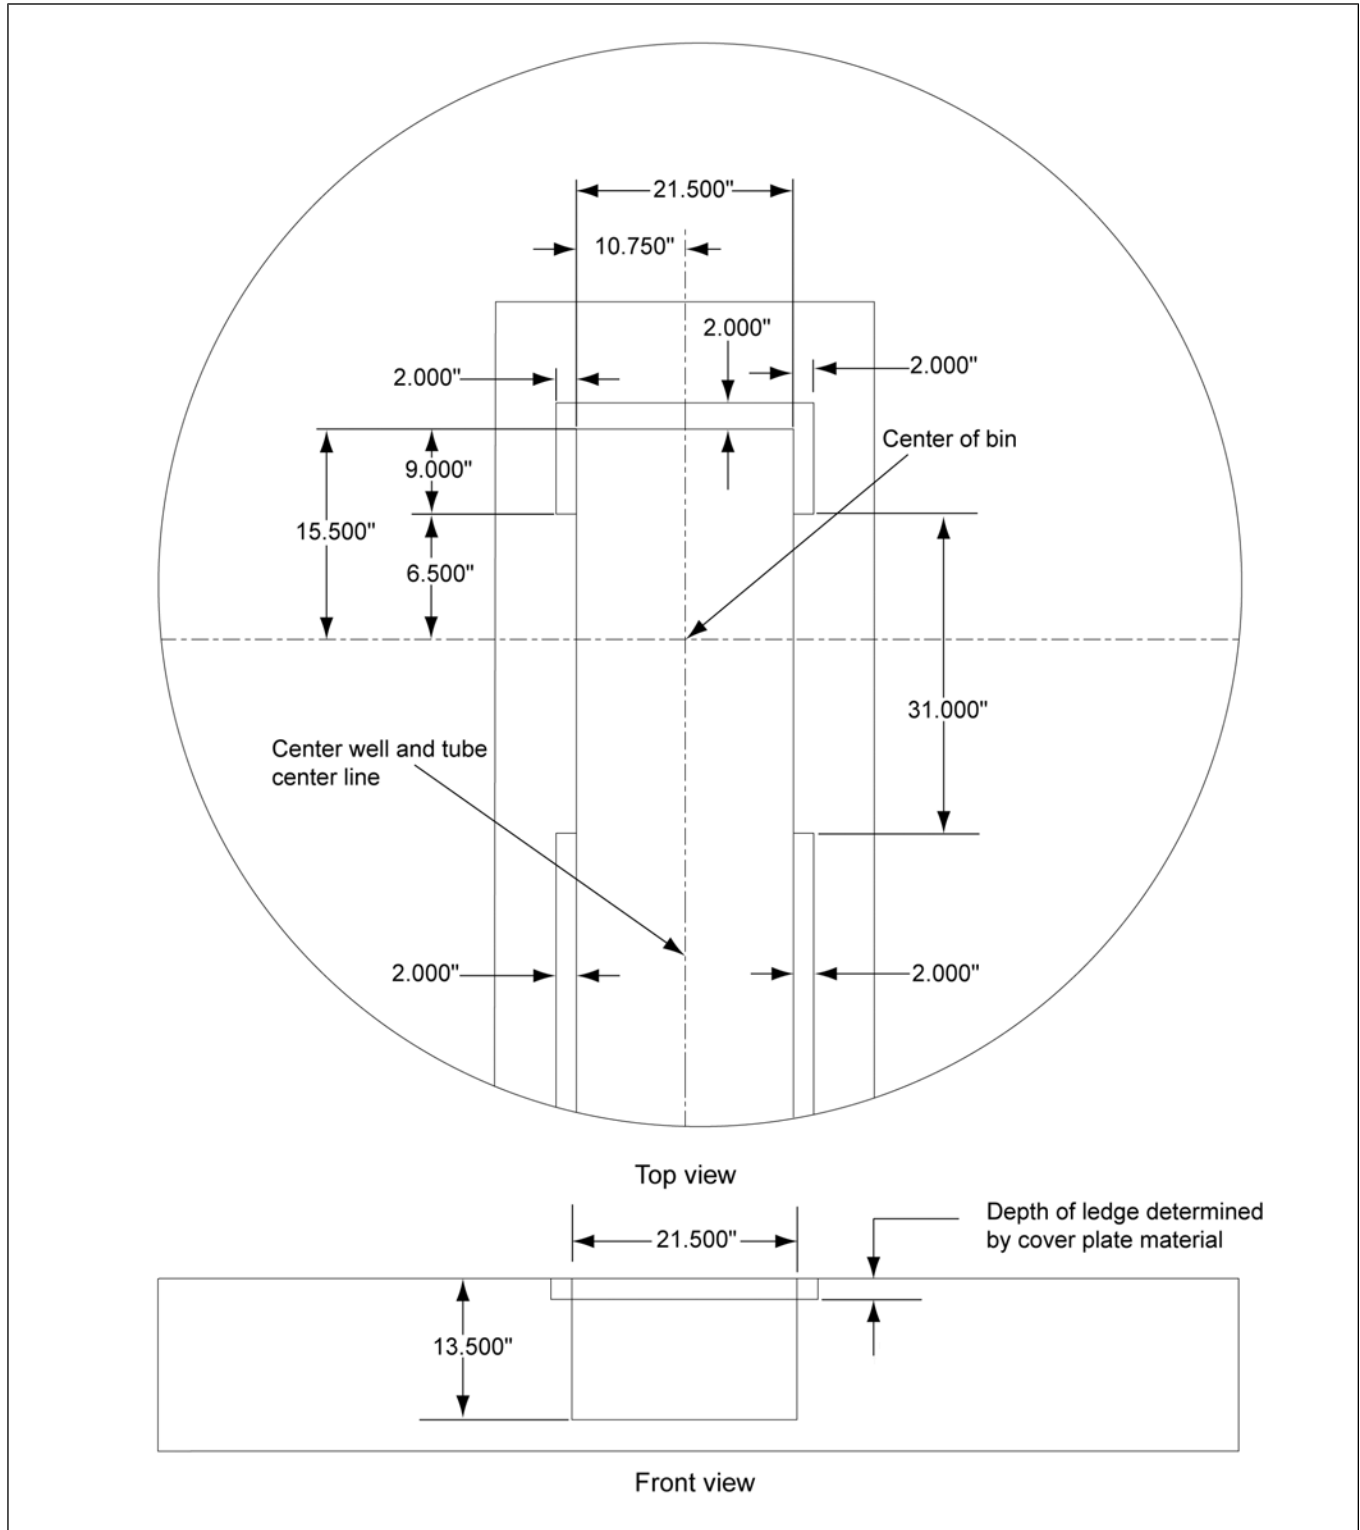 21.500"
10.750"
2.000"
2.000"
2.000"
Center of bin
9.000"
15.500"
6.500"
31.000"
Center well and tube
center line
2.000"
2.000"
Top view
Depth of ledge determined
by cover plate material
21.500"
13.500"
Front view